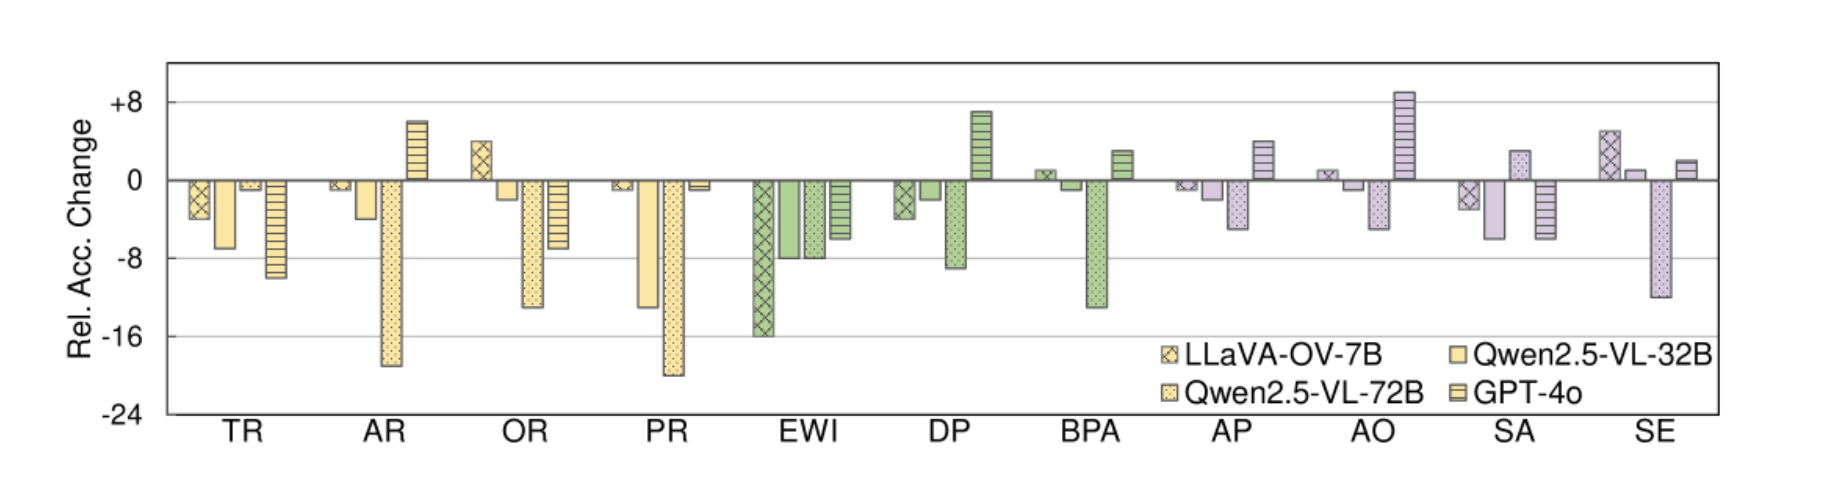 Rel. Acc. Change
+8
0
-8
-16
-24
LLaVA-OV-7B
Qwen2.5-VL-32B
Qwen2.5-VL-72B
GPT-4o
TR AR OR PR EWI DP BPA AP AO SA SE